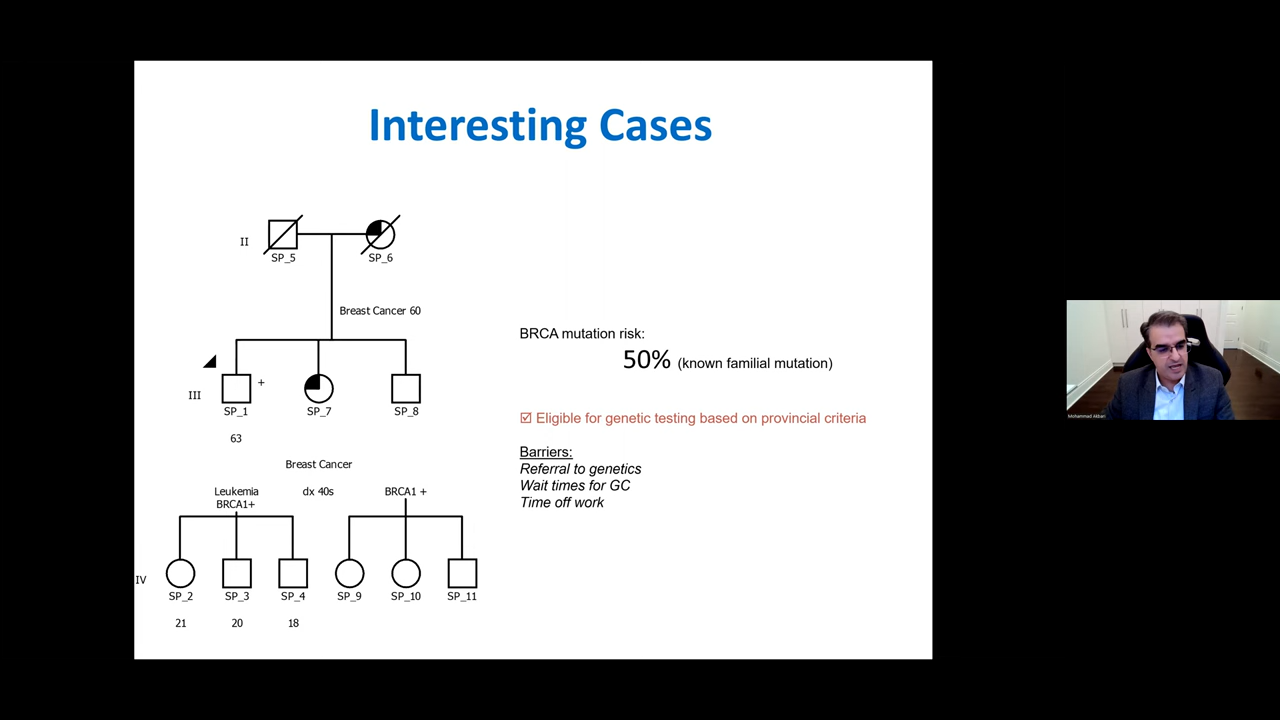 Interesting Cases
II
SP_5
SP_6
Breast Cancer 60
III
+
SP_1
SP_7
SP_8
63
Breast Cancer
Leukemia
BRCA1+
dx 40s
BRCA1 +
IV
SP_2
SP_3
SP_4
SP_9
SP_10
SP_11
21
20
18
BRCA mutation risk:
50% (known familial mutation)
☑ Eligible for genetic testing based on provincial criteria
Barriers:
Referral to genetics
Wait times for GC
Time off work
Mohammad Akbari